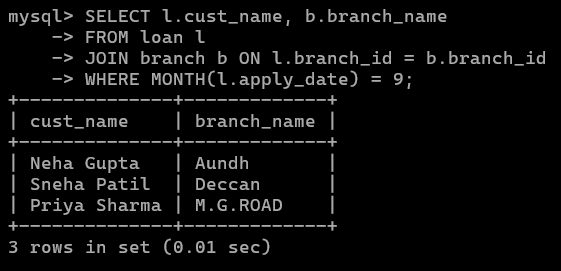 mysql> SELECT l.cust_name, b.branch_name
    -> FROM loan l
    -> JOIN branch b ON l.branch_id = b.branch_id
    -> WHERE MONTH(l.apply_date) = 9;
+--------------+-------------+
| cust_name    | branch_name |
+--------------+-------------+
| Neha Gupta   | Aundh       |
| Sneha Patil  | Deccan      |
| Priya Sharma | M.G.ROAD    |
+--------------+-------------+
3 rows in set (0.01 sec)